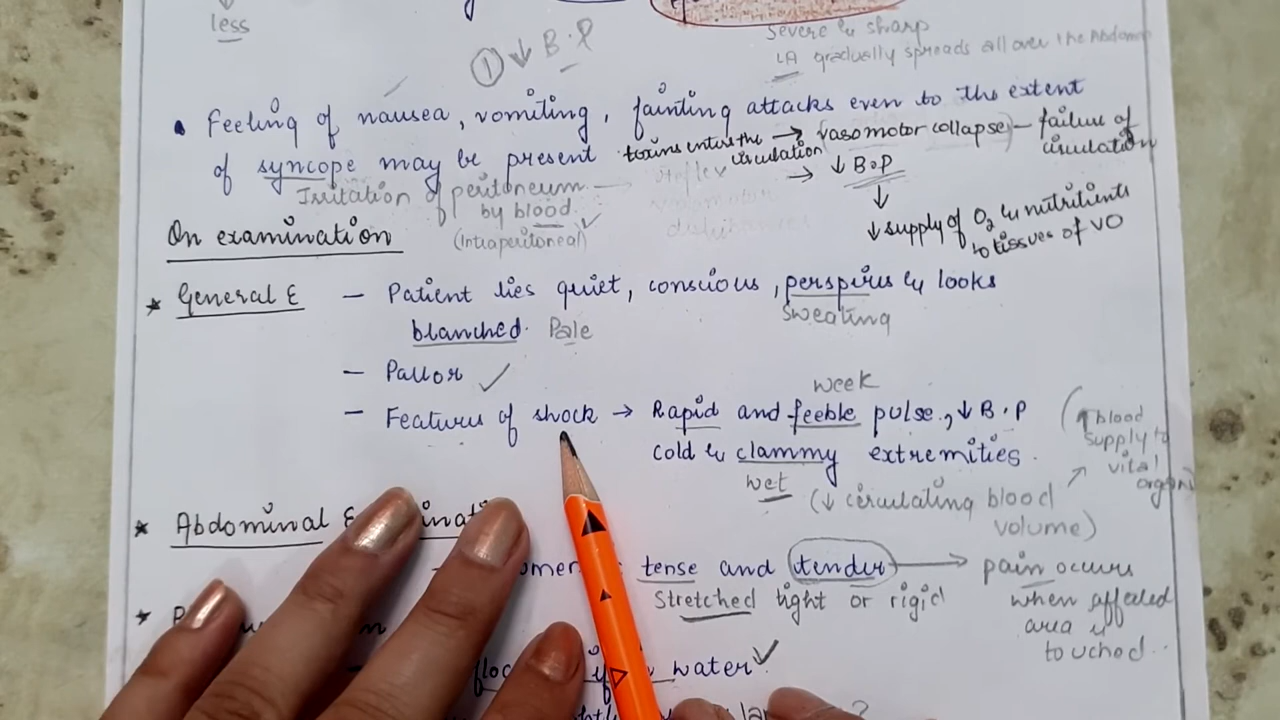 less
① ↓ B.P
Severe & sharp
LA gradually spreads all over the Abdomen
• Feeling of nausea, vomiting, fainting attacks even to the extent
of syncope may be present
toxins enters the circulation → (vasomotor collapse) – failure of circulation
→ ↓ B.P
↓
↓ supply of O2 & nutritients
to tissues of VO
Irritation of peritoneum – reflex
by blood
(Intraperitoneal)
disturbances
On examination
* General E – Patient lies quiet, conscious, perspires & looks
sweating
blanched. Pale
– Pallor ✓
week
– Features of shock → Rapid and feeble pulse, ↓ B.P
cold & clammy extremities.
wet
(↓ circulating blood
volume)
(↑ blood
supply to
vital
organs
* Abdominal
tense and tender → pain occurs
stretched tight or rigid
when affected
area is
touched..
water ✓